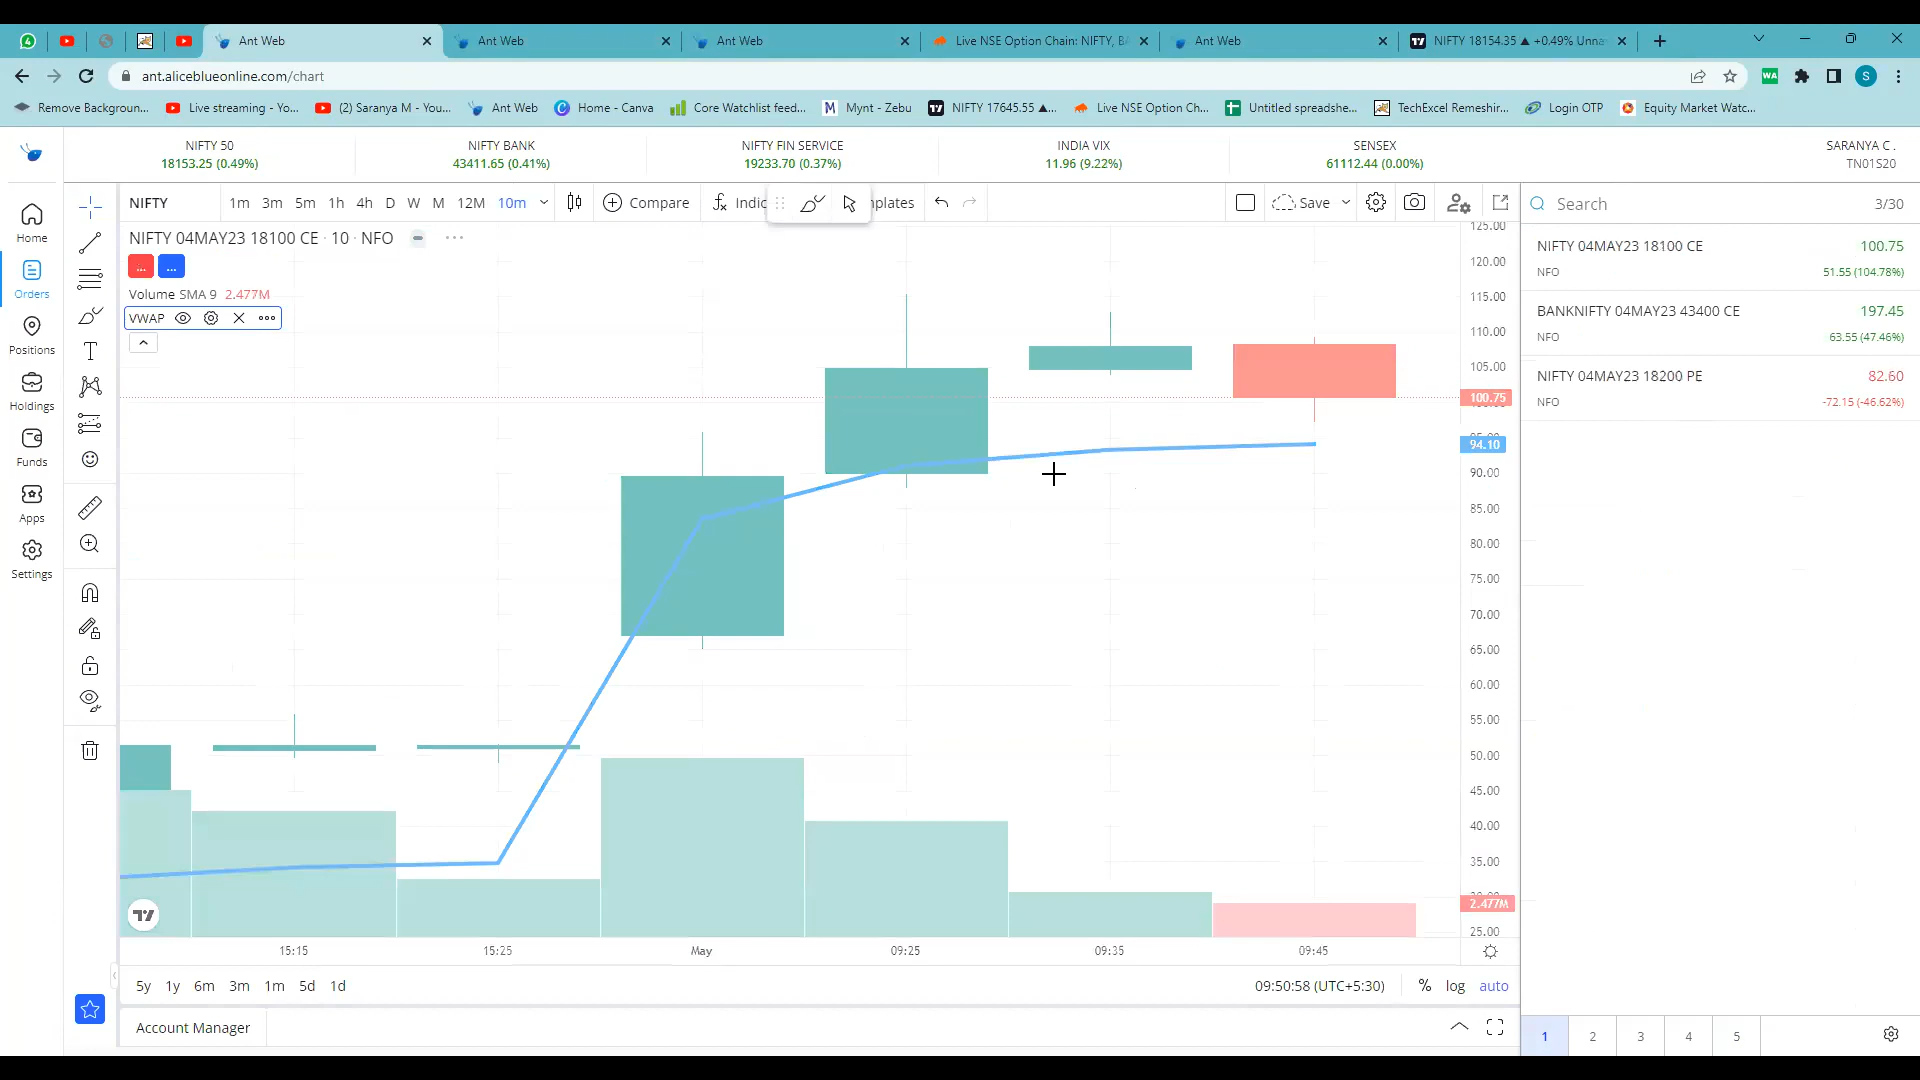 4
Ant Web
Ant Web
Ant Web
Live NSE Option Chain: NIFTY, B
Ant Web
NIFTY 18154.35 ▲ +0.49% Unna
ant.aliceblueonline.com/chart
WA
S
Remove Backgroun...
Live streaming - Yo...
(2) Saranya M - You...
Ant Web
Home - Canva
Core Watchlist feed...
Mynt - Zebu
NIFTY 17645.55 ▲...
Live NSE Option Ch...
Untitled spreadshe...
TechExcel Remeshir...
Login OTP
Equity Market Watc...
NIFTY 50
18153.25 (0.49%)
NIFTY BANK
43411.65 (0.41%)
NIFTY FIN SERVICE
19233.70 (0.37%)
INDIA VIX
11.96 (9.22%)
SENSEX
61112.44 (0.00%)
SARANYA C .
TN01S20
Home
Orders
Positions
Holdings
Funds
Apps
Settings
NIFTY
1m 3m 5m 1h 4h D W M 12M 10m
Compare
Indic
plates
Save
NIFTY 04MAY23 18100 CE · 10 · NFO
Volume SMA 9 2.477M
VWAP
125.00
120.00
115.00
110.00
105.00
100.75
94.10
90.00
85.00
80.00
75.00
70.00
65.00
60.00
55.00
50.00
45.00
40.00
35.00
2.477M
25.00
15:15
15:25
May
09:25
09:35
09:45
5y 1y 6m 3m 1m 5d 1d
09:50:58 (UTC+5:30)
% log auto
Account Manager
Search
3/30
NIFTY 04MAY23 18100 CE 100.75
NFO 51.55 (104.78%)
BANKNIFTY 04MAY23 43400 CE 197.45
NFO 63.55 (47.46%)
NIFTY 04MAY23 18200 PE 82.60
NFO -72.15 (-46.62%)
1 2 3 4 5